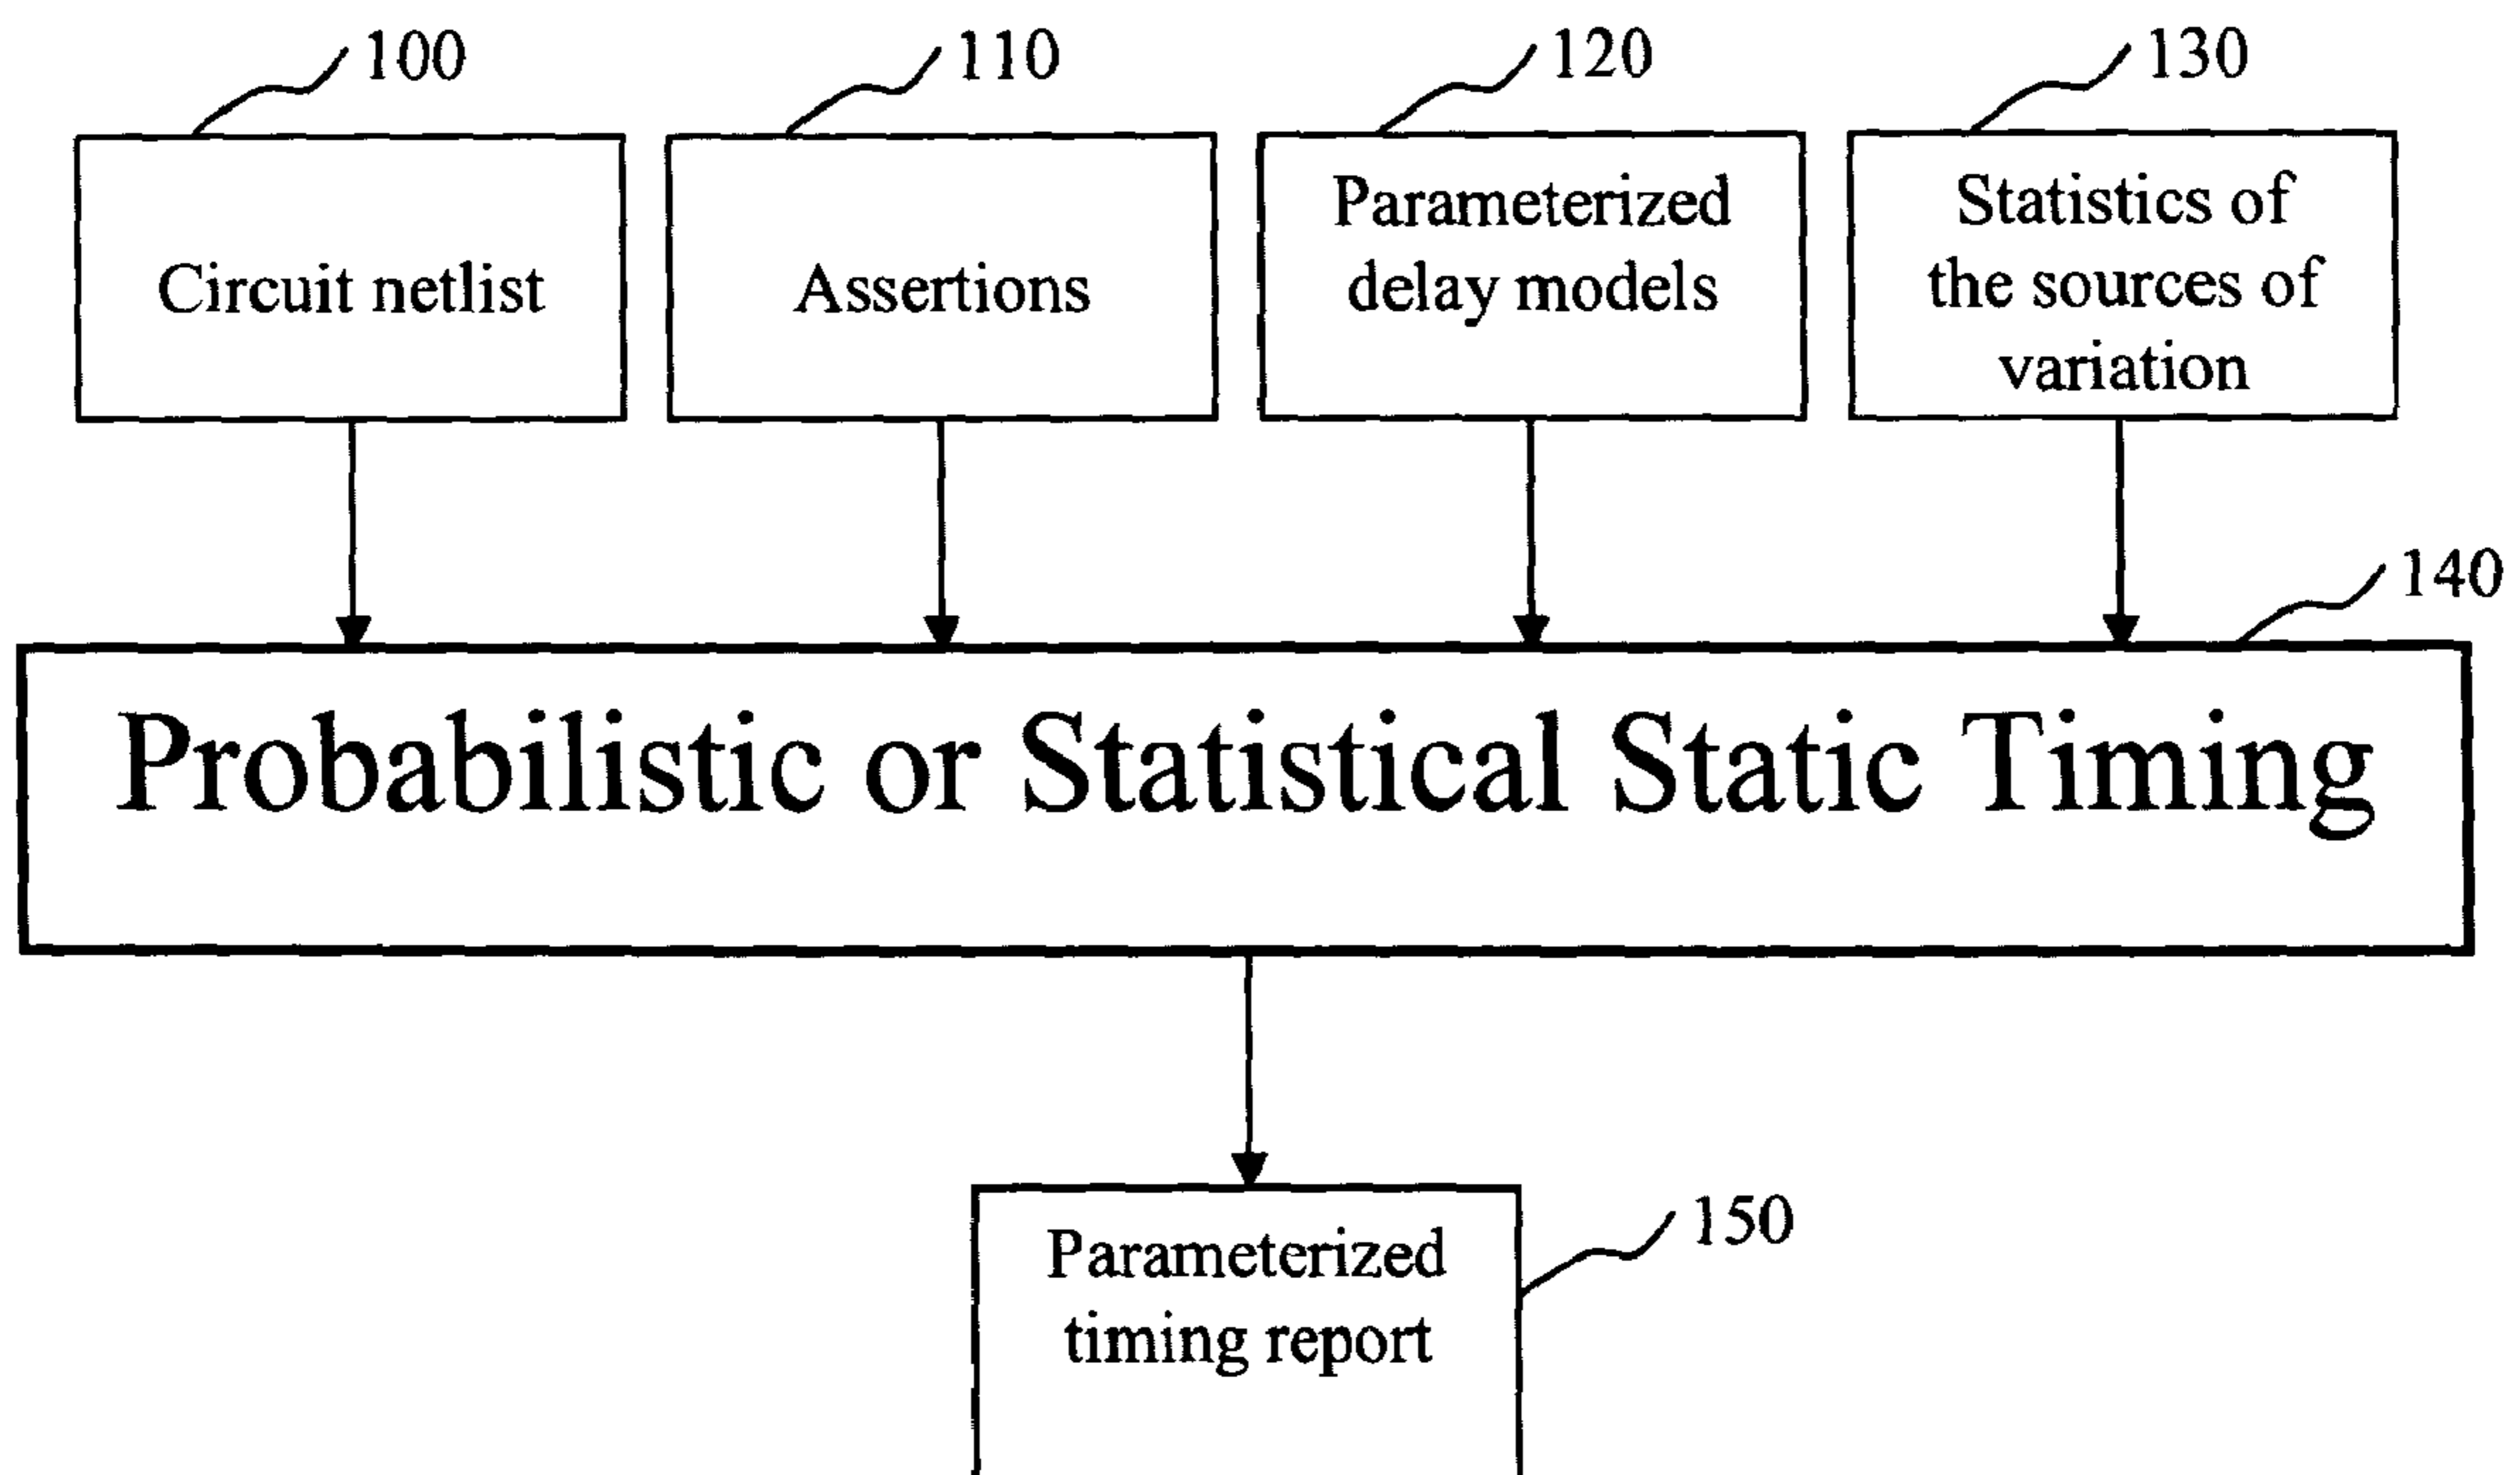 100
110
120
130
Circuit netlist
Assertions
Parameterized
delay models
Statistics of
the sources of
variation
140
Probabilistic or Statistical Static Timing
Parameterized
timing report
150